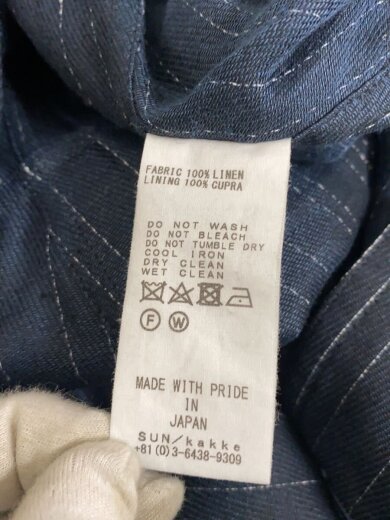 FABRIC 100% LINEN
LINING 100% CUPRA
DO NOT WASH
DO NOT BLEACH
DO NOT TUMBLE DRY
COOL IRON
DRY CLEAN
WET CLEAN
F W
MADE WITH PRIDE
IN
JAPAN
SUN/kakke
+81(0)3-6438-9309